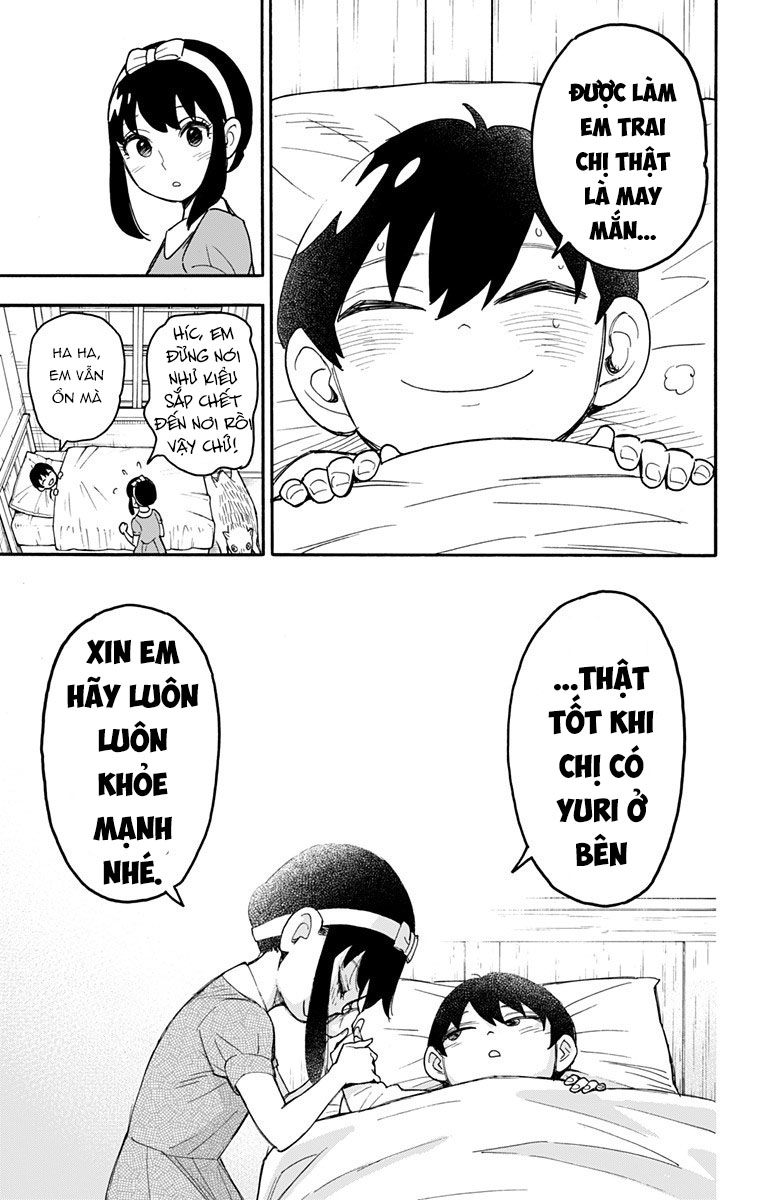 ĐƯỢC LÀM
EM TRAI
CHỊ THẬT
LÀ MAY
MẮN...
HÍC, EM
ĐỪNG NƠI
NHƯ KIỂU
SẮP CHẾT
ĐẾN NƠI RỒI
VẬY CHỨ!
HA HA,
EM VẪN
ỔN MÀ
...THẬT
TỐT KHI
CHỊ CÓ
YURI Ở
BÊN
XIN EM
HÃY LUÔN
LUÔN
KHỎE
MẠNH
NHÉ.